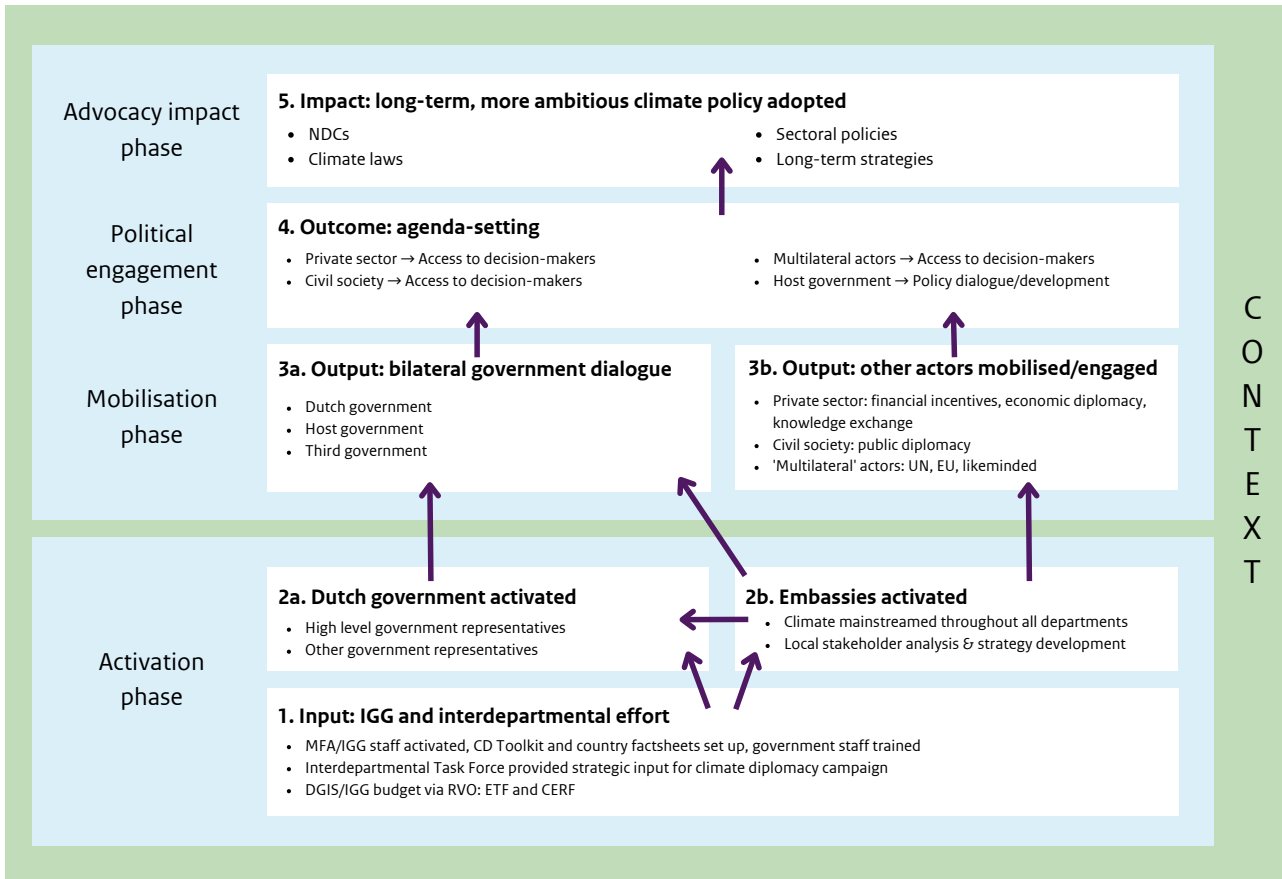 Advocacy impact
phase
5. Impact: long-term, more ambitious climate policy adopted
• NDCs
• Climate laws
• Sectoral policies
• Long-term strategies
Political
engagement
phase
4. Outcome: agenda-setting
• Private sector → Access to decision-makers
• Civil society → Access to decision-makers
• Multilateral actors → Access to decision-makers
• Host government → Policy dialogue/development
Mobilisation
phase
3a. Output: bilateral government dialogue
• Dutch government
• Host government
• Third government
3b. Output: other actors mobilised/engaged
• Private sector: financial incentives, economic diplomacy,
knowledge exchange
• Civil society: public diplomacy
• 'Multilateral' actors: UN, EU, likeminded
Activation
phase
2a. Dutch government activated
• High level government representatives
• Other government representatives
2b. Embassies activated
• Climate mainstreamed throughout all departments
• Local stakeholder analysis & strategy development
1. Input: IGG and interdepartmental effort
• MFA/IGG staff activated, CD Toolkit and country factsheets set up, government staff trained
• Interdepartmental Task Force provided strategic input for climate diplomacy campaign
• DGIS/IGG budget via RVO: ETF and CERF
C
O
N
T
E
X
T